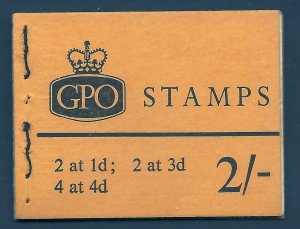 GPO STAMPS
2 at 1d; 2 at 3d
4 at 4d 2/-